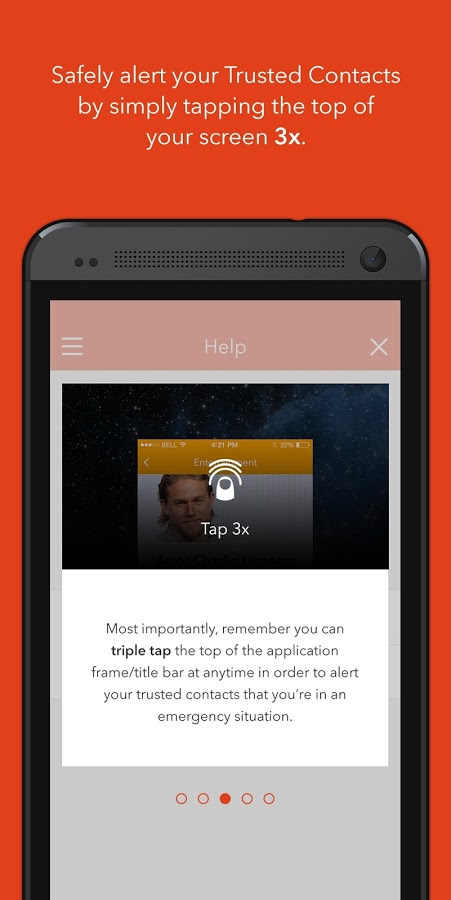 Safely alert your Trusted Contacts
by simply tapping the top of
your screen 3x.
Help
BELL 4:21 PM 22%
Entertainment
Tap 3x
Actor Charlie Hunnam
Most importantly, remember you can
triple tap the top of the application
frame/title bar at anytime in order to alert
your trusted contacts that you're in an
emergency situation.